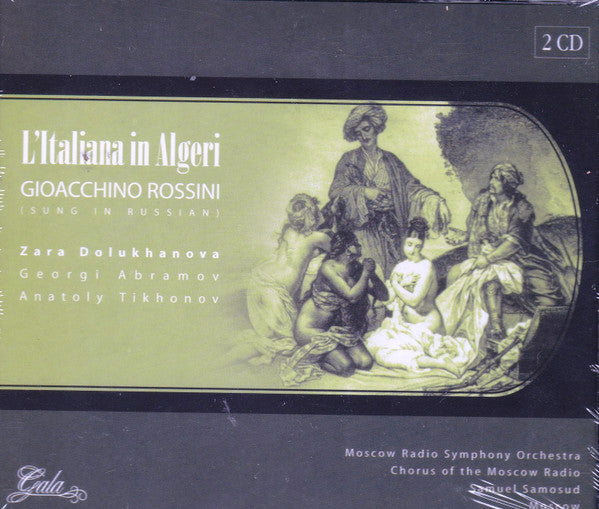 2 CD
L'Italiana in Algeri
GIOACCHINO ROSSINI
(SUNG IN RUSSIAN)
Zara Dolukhanova
Georgi Abramov
Anatoly Tikhonov
Moscow Radio Symphony Orchestra
Chorus of the Moscow Radio
Samuel Samosud
Moscow
Gala